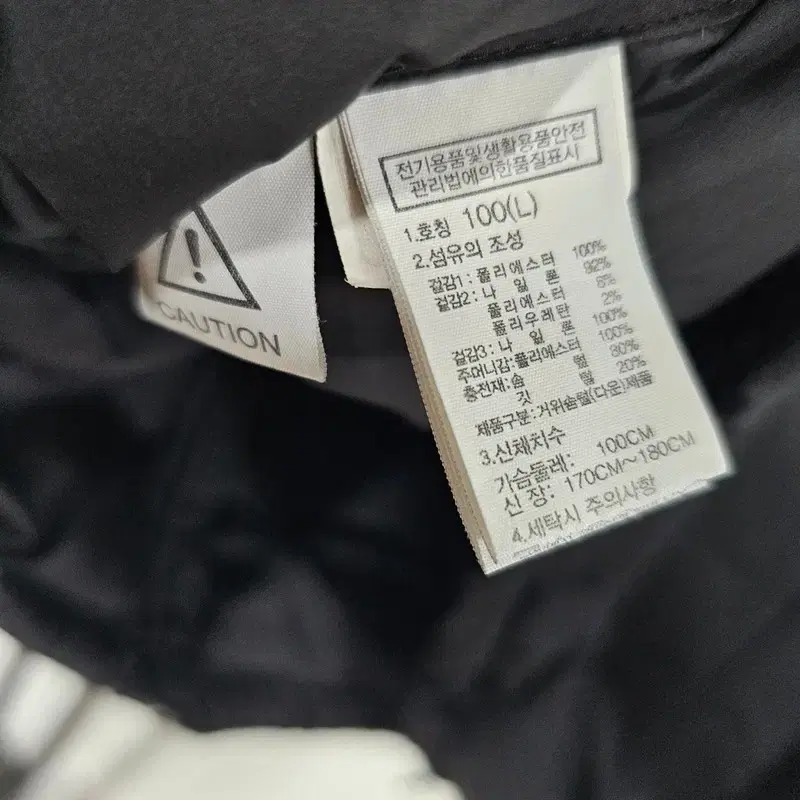 CAUTION
전기용품및생활용품안전
관리법에의한품질표시
1.호칭 100(L)
2.섬유의 조성
겉감1: 폴리에스터 100%
겉감2: 나 일 론 92%
폴리에스터 6%
폴리우레탄 2%
겉감3: 나 일 론 100%
주머니감:폴리에스터 100%
충전재:솜 털 80%
깃 털 20%
제품구분:거위솜털(다운)제품
3.신체치수
가슴둘레: 100CM
신 장: 170CM~180CM
4.세탁시 주의사항